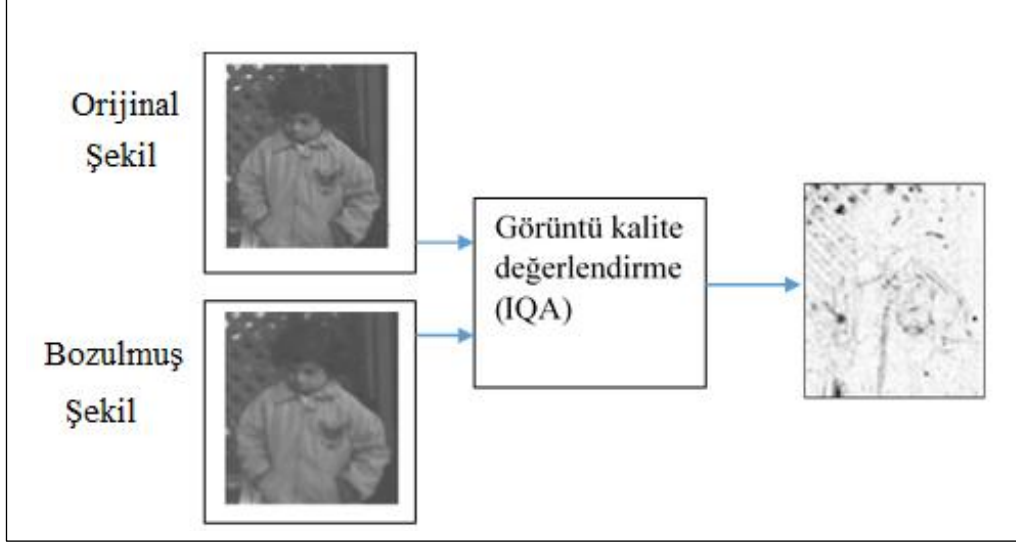 Orijinal
Şekil
Görüntü kalite
değerlendirme
(IQA)
Bozulmuş
Şekil